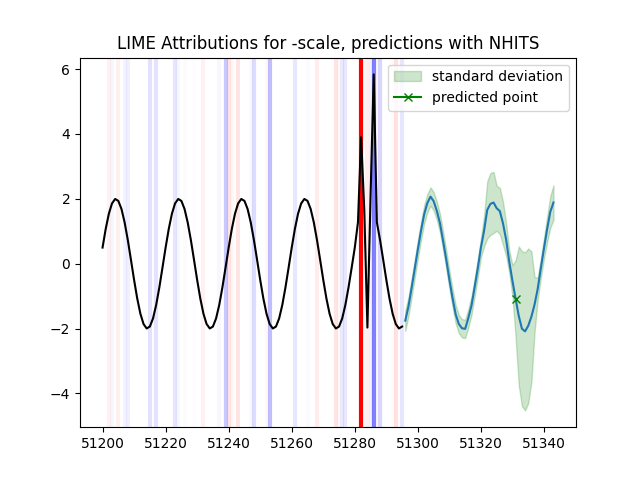 LIME Attributions for -scale, predictions with NHITS
standard deviation
predicted point
6
4
2
0
−2
−4
51200 51220 51240 51260 51280 51300 51320 51340